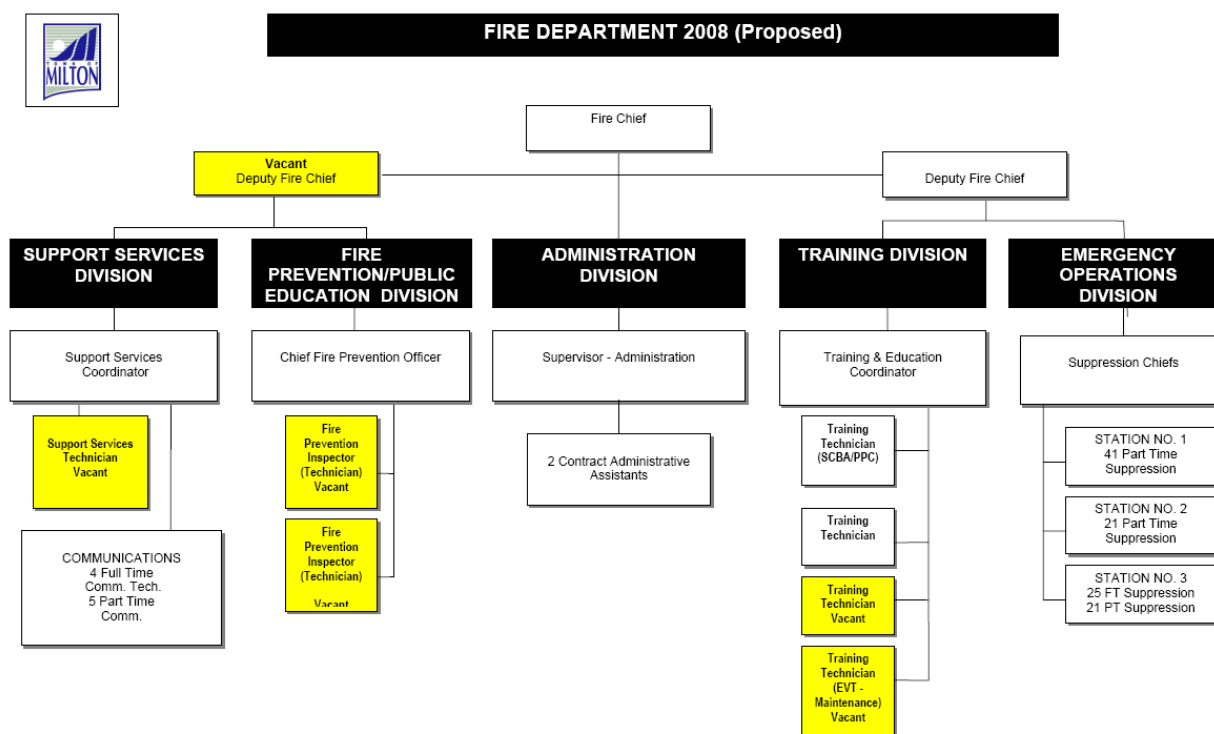 FIRE DEPARTMENT 2008 (Proposed)
TOWN OF
MILTON
Fire Chief
Vacant
Deputy Fire Chief
Deputy Fire Chief
SUPPORT SERVICES
DIVISION
FIRE
PREVENTION/PUBLIC
EDUCATION DIVISION
ADMINISTRATION
DIVISION
TRAINING DIVISION
EMERGENCY
OPERATIONS
DIVISION
Support Services
Coordinator
Chief Fire Prevention Officer
Supervisor - Administration
Training & Education
Coordinator
Suppression Chiefs
Support Services
Technician
Vacant
COMMUNICATIONS
4 Full Time
Comm. Tech.
5 Part Time
Comm.
Fire
Prevention
Inspector
(Technician)
Vacant
Fire
Prevention
Inspector
(Technician)
Vacant
2 Contract Administrative
Assistants
Training
Technician
(SCBA/PPC)
Training
Technician
Training
Technician
Vacant
Training
Technician
(EVT -
Maintenance)
Vacant
STATION NO. 1
41 Part Time
Suppression
STATION NO. 2
21 Part Time
Suppression
STATION NO. 3
25 FT Suppression
21 PT Suppression